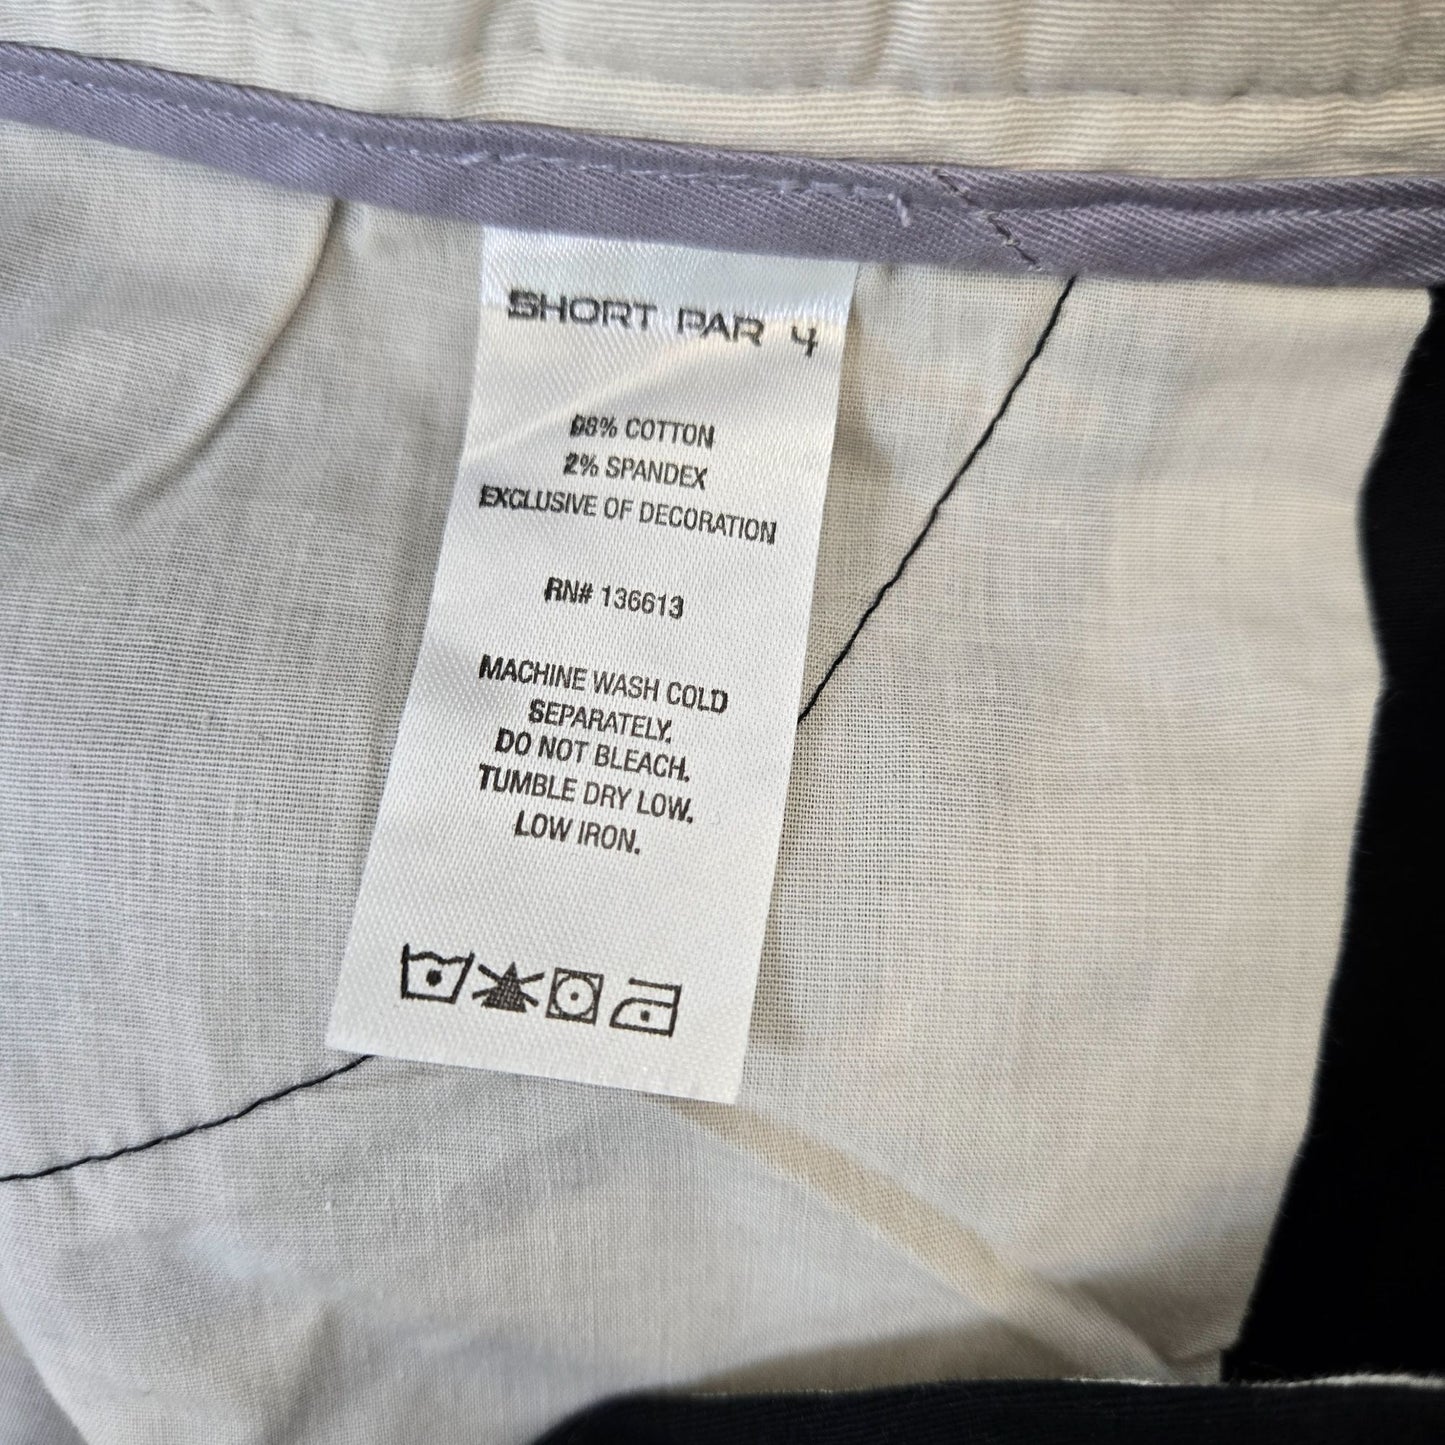 SHORT PAR 4
98% COTTON
2% SPANDEX
EXCLUSIVE OF DECORATION
RN# 136613
MACHINE WASH COLD
SEPARATELY.
DO NOT BLEACH.
TUMBLE DRY LOW.
LOW IRON.